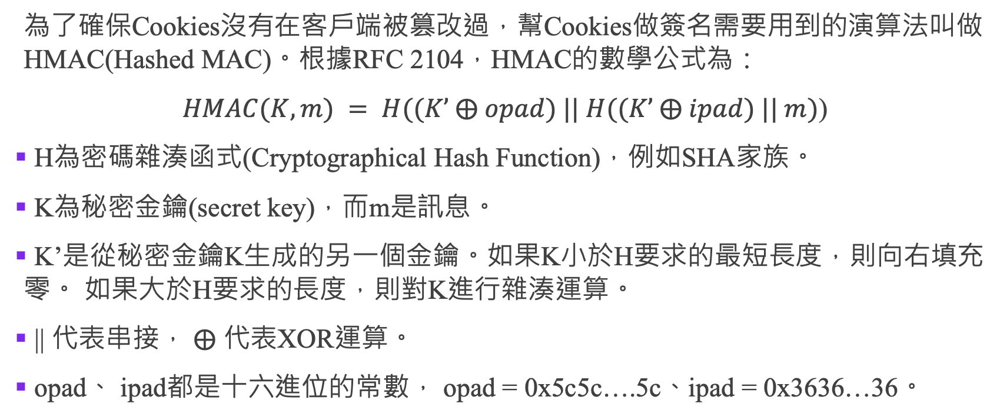 為了確保Cookies沒有在客戶端被篡改過，幫Cookies做簽名需要用到的演算法叫做
HMAC(Hashed MAC)。根據RFC 2104，HMAC的數學公式為：
HMAC(K,m) = H((K’ ⊕ opad) || H((K’ ⊕ ipad) || m))
▪ H為密碼雜湊函式(Cryptographical Hash Function)，例如SHA家族。
▪ K為秘密金鑰(secret key)，而m是訊息。
▪ K’是從秘密金鑰K生成的另一個金鑰。如果K小於H要求的最短長度，則向右填充
零。 如果大於H要求的長度，則對K進行雜湊運算。
▪ || 代表串接， ⊕ 代表XOR運算。
▪ opad、 ipad都是十六進位的常數， opad = 0x5c5c….5c、ipad = 0x3636…36。